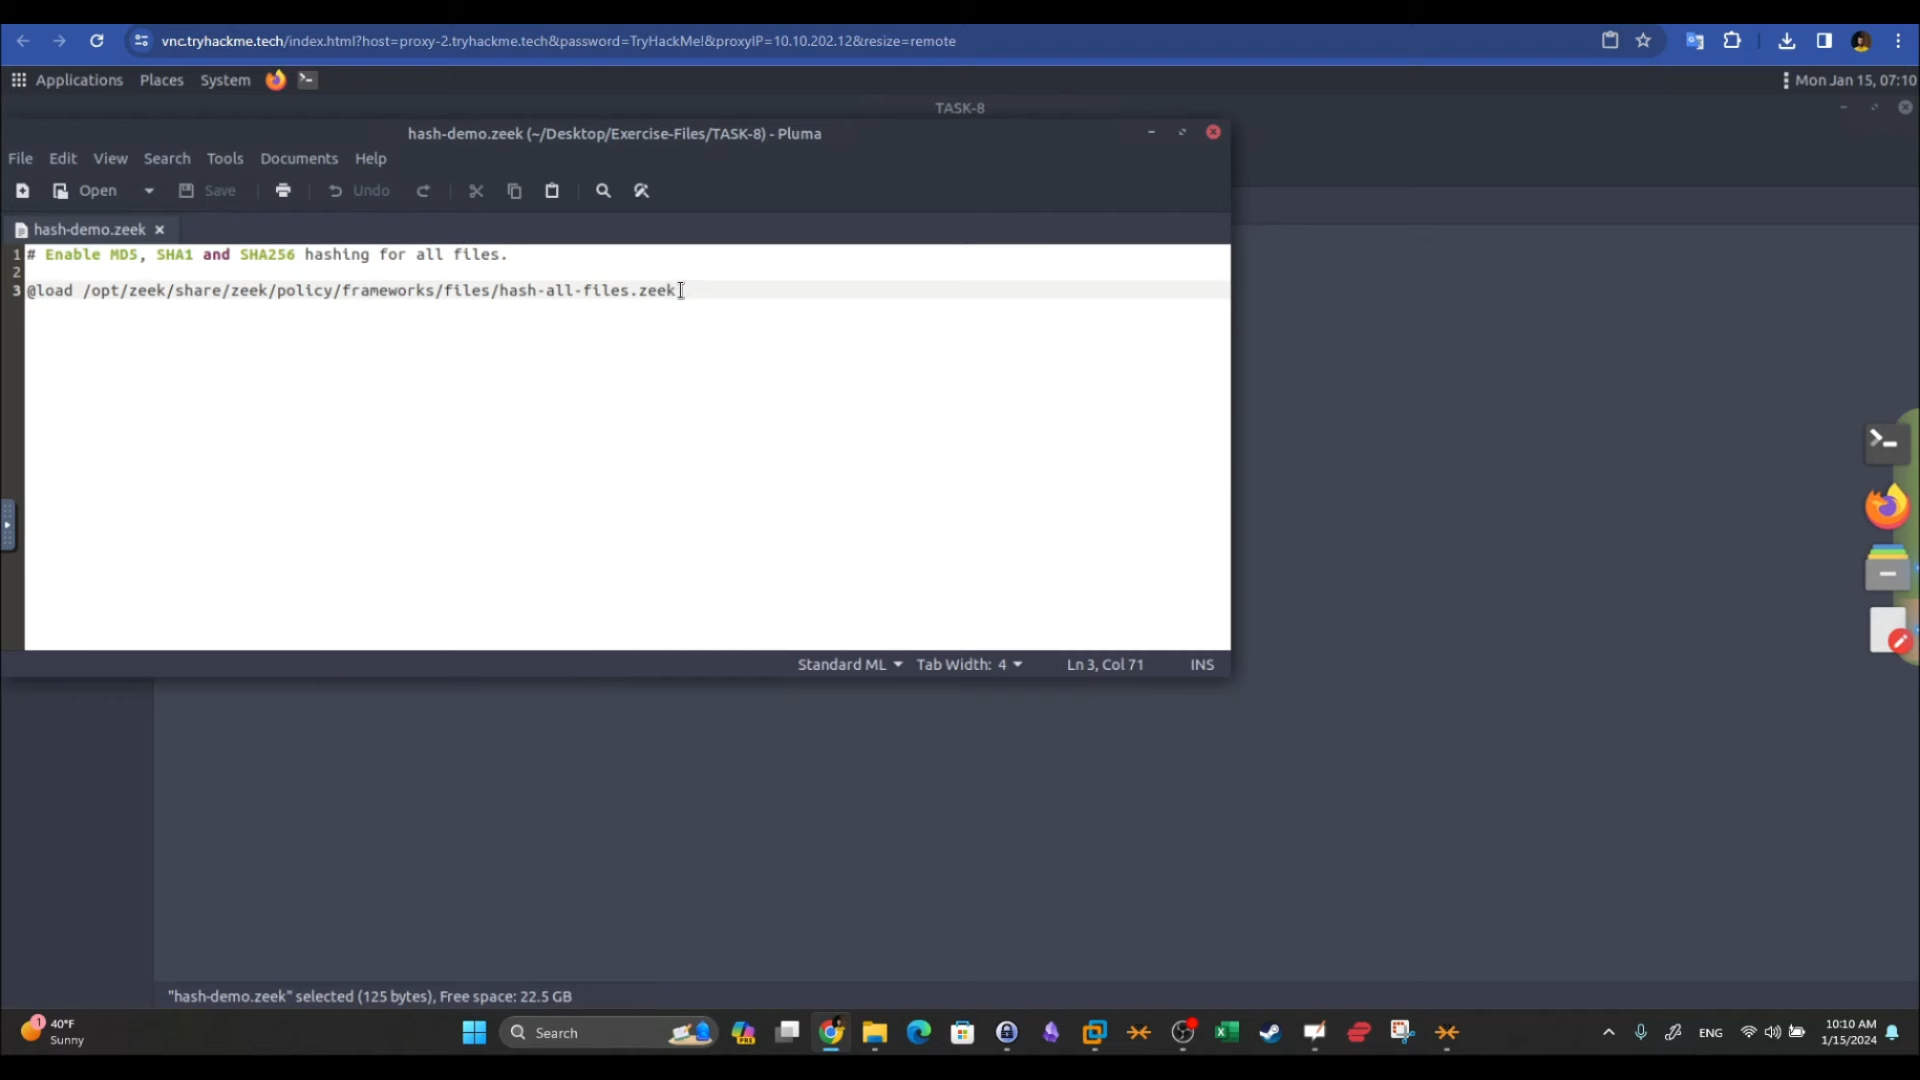 vnc.tryhackme.tech/index.html?host=proxy-2.tryhackme.tech&password=TryHackMe!&proxyIP=10.10.202.12&resize=remote
Applications Places System Mon Jan 15, 07:10
TASK-8
hash-demo.zeek (~/Desktop/Exercise-Files/TASK-8) - Pluma
File Edit View Search Tools Documents Help
Open Save Undo
hash-demo.zeek
1 # Enable MD5, SHA1 and SHA256 hashing for all files.
2
3 @load /opt/zeek/share/zeek/policy/frameworks/files/hash-all-files.zeek
Standard ML Tab Width: 4 Ln 3, Col 71 INS
"hash-demo.zeek" selected (125 bytes), Free space: 22.5 GB
1 40°F
Sunny
Search
PRE
ENG
10:10 AM
1/15/2024